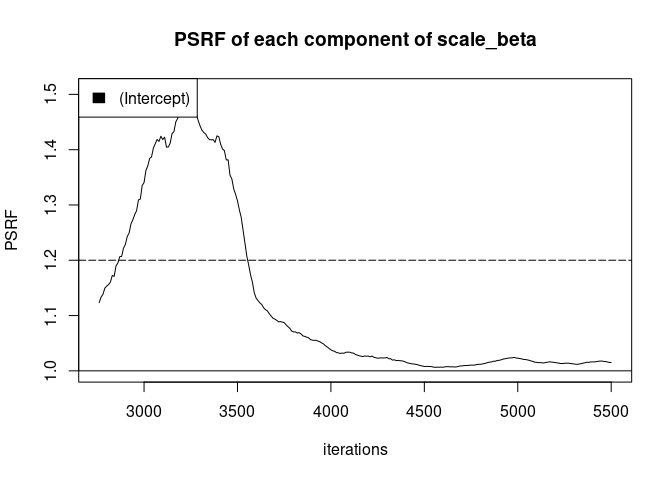 PSRF of each component of scale_beta
(Intercept)
PSRF
1.5
1.4
1.3
1.2
1.1
1.0
3000 3500 4000 4500 5000 5500
iterations